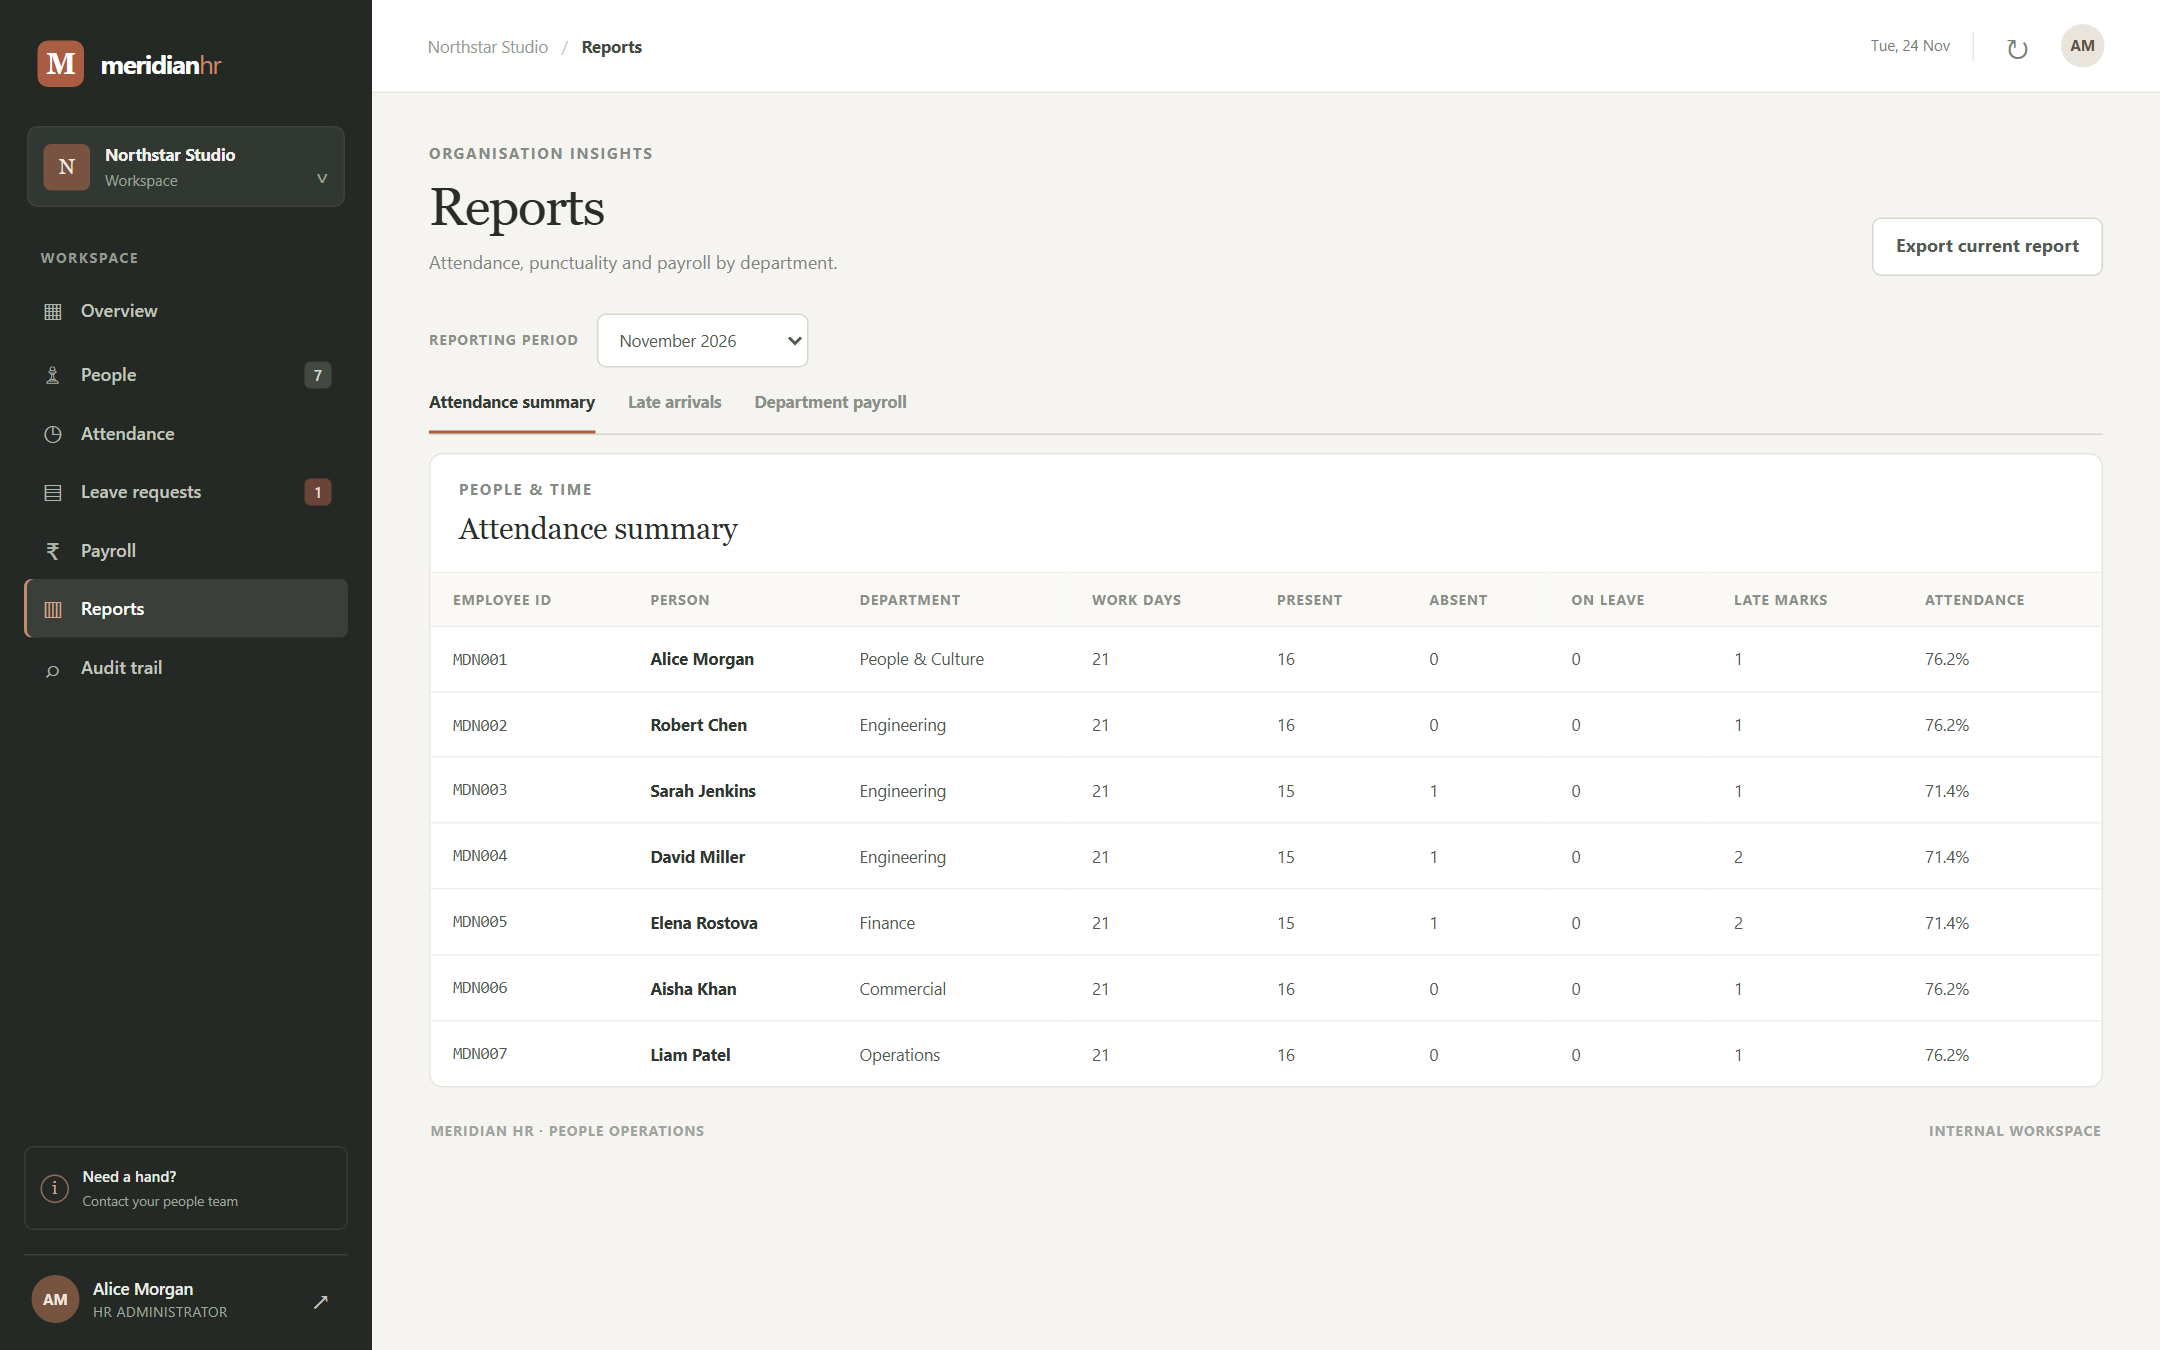 M meridianhr
N Northstar Studio
Workspace
WORKSPACE
Overview
People 7
Attendance
Leave requests 1
₹ Payroll
Reports
Audit trail
i Need a hand?
Contact your people team
AM Alice Morgan
HR ADMINISTRATOR
Northstar Studio / Reports
Tue, 24 Nov AM
ORGANISATION INSIGHTS
Reports
Attendance, punctuality and payroll by department.
Export current report
REPORTING PERIOD November 2026
Attendance summary Late arrivals Department payroll
PEOPLE & TIME
Attendance summary
EMPLOYEE ID PERSON DEPARTMENT WORK DAYS PRESENT ABSENT ON LEAVE LATE MARKS ATTENDANCE
MDN001 Alice Morgan People & Culture 21 16 0 0 1 76.2%
MDN002 Robert Chen Engineering 21 16 0 0 1 76.2%
MDN003 Sarah Jenkins Engineering 21 15 1 0 1 71.4%
MDN004 David Miller Engineering 21 15 1 0 2 71.4%
MDN005 Elena Rostova Finance 21 15 1 0 2 71.4%
MDN006 Aisha Khan Commercial 21 16 0 0 1 76.2%
MDN007 Liam Patel Operations 21 16 0 0 1 76.2%
MERIDIAN HR · PEOPLE OPERATIONS INTERNAL WORKSPACE